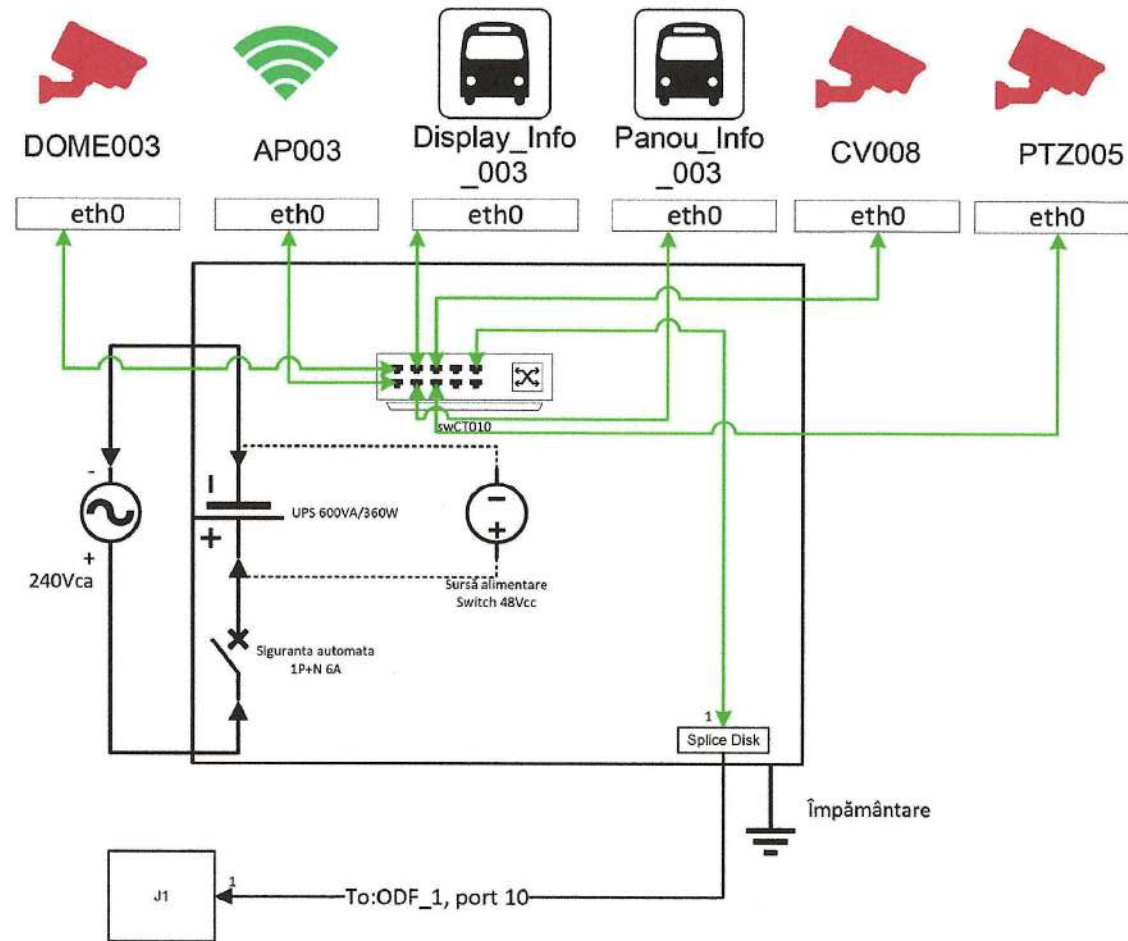 DOME003
AP003
Display_Info
_003
Panou_Info
_003
CV008
PTZ005
eth0
eth0
eth0
eth0
eth0
eth0
swCT010
-
+
240Vca
UPS 600VA/360W
Sursă alimentare
Switch 48Vcc
Siguranta automata
1P+N 6A
1
Splice Disk
Împământare
J1
1
To:ODF_1, port 10